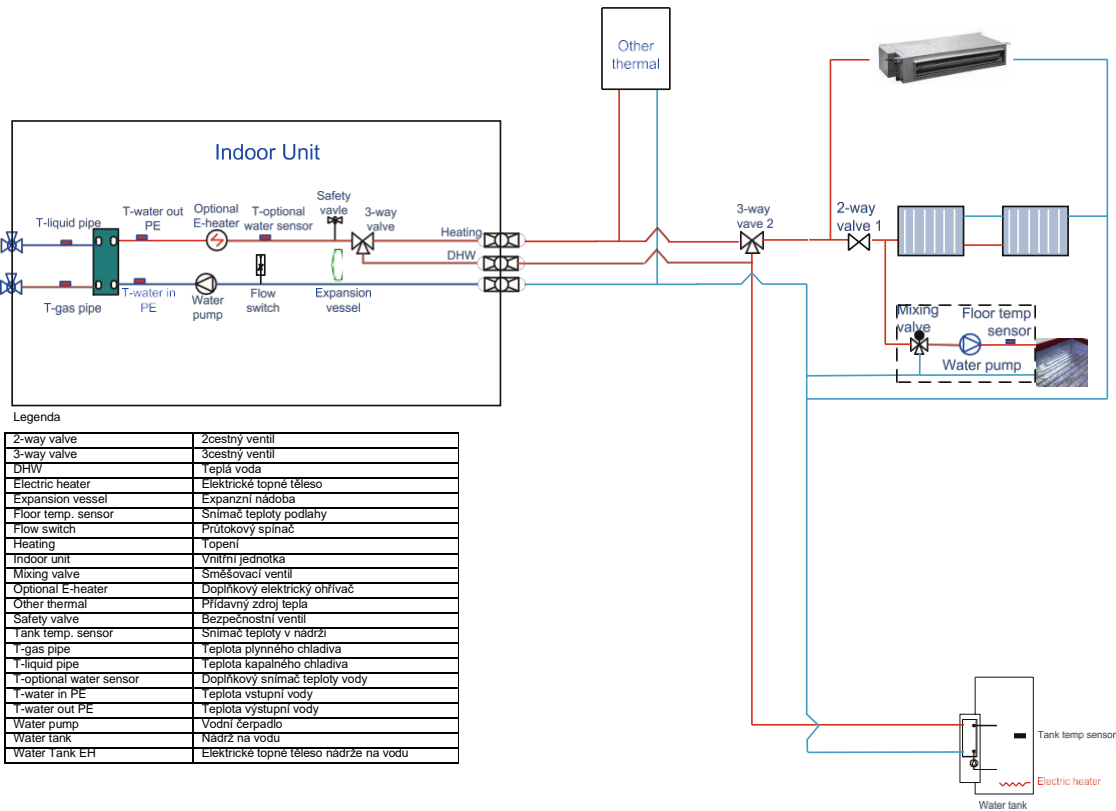 Other
thermal
Indoor Unit
Safety
vavle
3-way
valve
Optional
E-heater
T-optional
water sensor
T-water out
PE
T-liquid pipe
Heating
DHW
T-gas pipe
T-water in
PE
Water
pump
Flow
switch
Expansion
vessel
3-way
vave 2
2-way
valve 1
Mixing
valve
Floor temp
sensor
Water pump
Legenda
2-way valve 2cestný ventil
3-way valve 3cestný ventil
DHW Teplá voda
Electric heater Elektrické topné těleso
Expansion vessel Expanzní nádoba
Floor temp. sensor Snímač teploty podlahy
Flow switch Průtokový spínač
Heating Topení
Indoor unit Vnitřní jednotka
Mixing valve Směšovací ventil
Optional E-heater Doplňkový elektrický ohřívač
Other thermal Přídavný zdroj tepla
Safety valve Bezpečnostní ventil
Tank temp. sensor Snímač teploty v nádrži
T-gas pipe Teplota plynného chladiva
T-liquid pipe Teplota kapalného chladiva
T-optional water sensor Doplňkový snímač teploty vody
T-water in PE Teplota vstupní vody
T-water out PE Teplota výstupní vody
Water pump Vodní čerpadlo
Water tank Nádrž na vodu
Water Tank EH Elektrické topné těleso nádrže na vodu
Tank temp sensor
Electric heater
Water tank